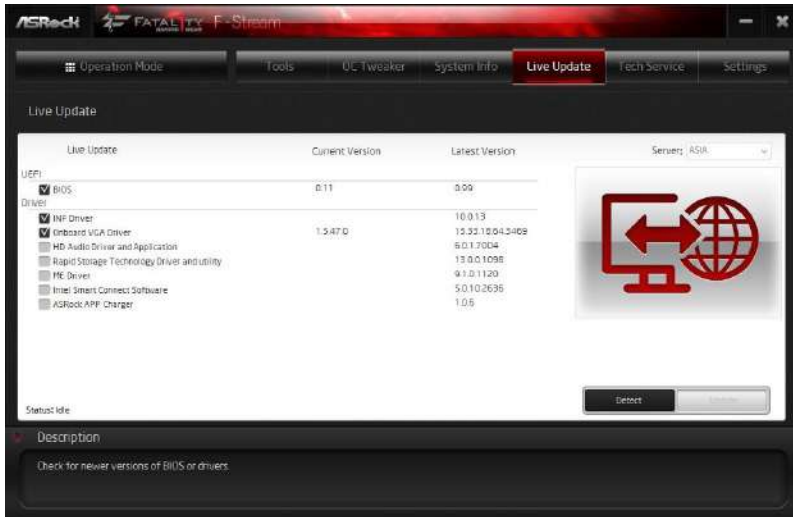 ASRock FATAL1TY F-Stream
Operation Mode Tools OC Tweaker System Info Live Update Tech Service Settings
Live Update
Live Update Current Version Latest Version Server: ASIA
UEFI
BIOS 0.11 0.99
Driver
INF Driver 10.0.13
Onboard VGA Driver 1.5.47.0 15.33.18.64.3469
HD Audio Driver and Application 6.0.1.7004
Rapid Storage Technology Driver and utility 13.0.0.1098
ME Driver 9.1.0.1120
Intel Smart Connect Software 5.0.10.2636
ASRock APP Charger 1.0.6
Status: Idle
Detect Update
Description
Check for newer versions of BIOS or drivers